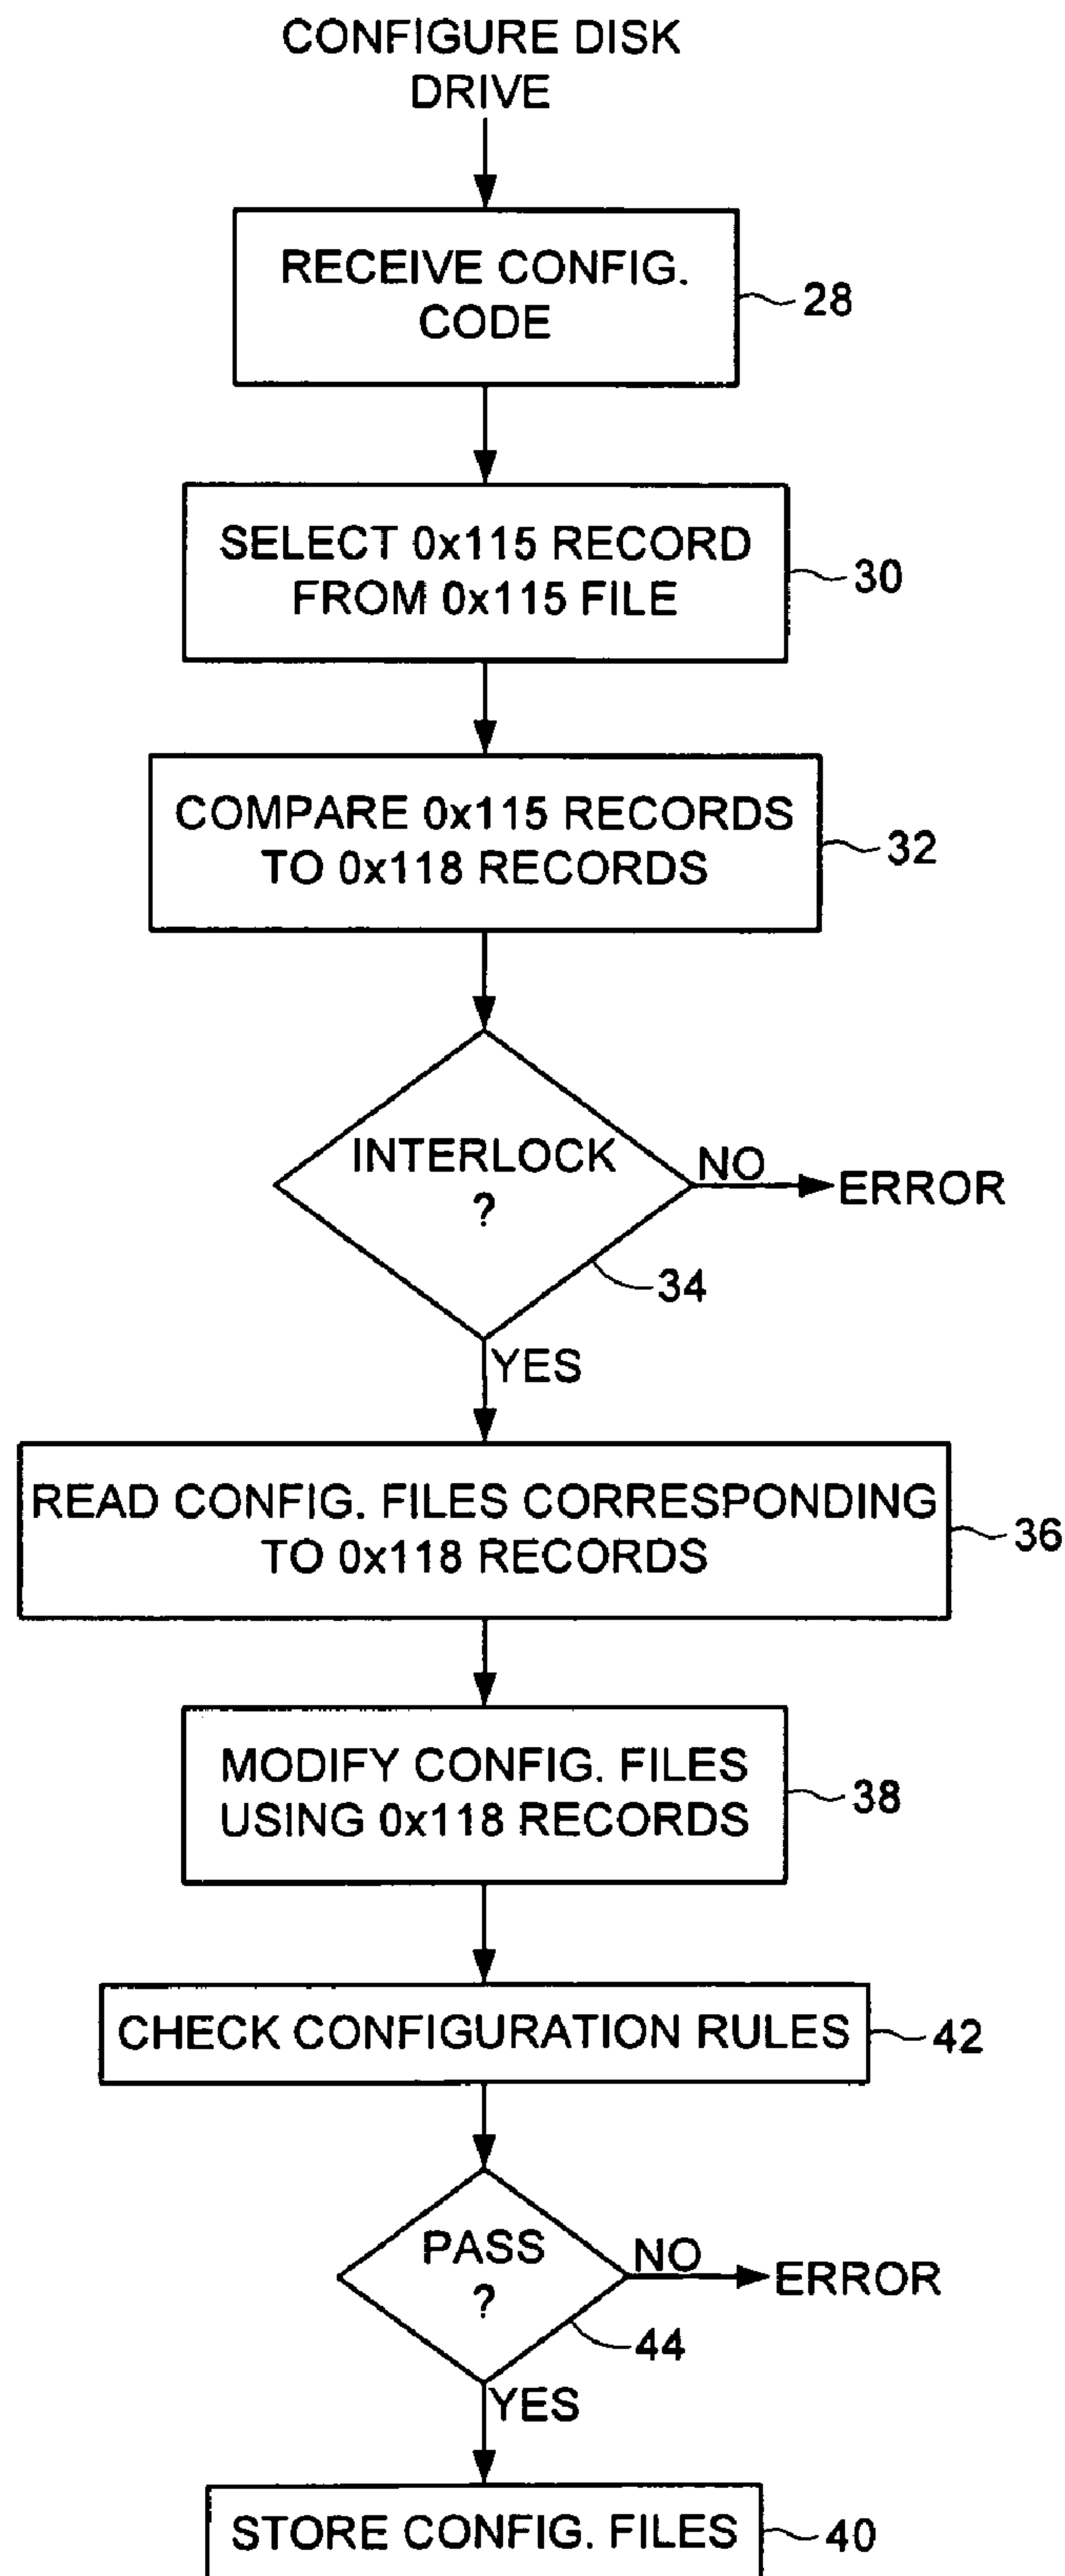 CONFIGURE DISK
DRIVE
RECEIVE CONFIG.
CODE
28
SELECT 0x115 RECORD
FROM 0x115 FILE
30
COMPARE 0x115 RECORDS
TO 0x118 RECORDS
32
INTERLOCK
?
NO
ERROR
34
YES
READ CONFIG. FILES CORRESPONDING
TO 0x118 RECORDS
36
MODIFY CONFIG. FILES
USING 0x118 RECORDS
38
CHECK CONFIGURATION RULES
42
PASS
?
NO
ERROR
44
YES
STORE CONFIG. FILES
40